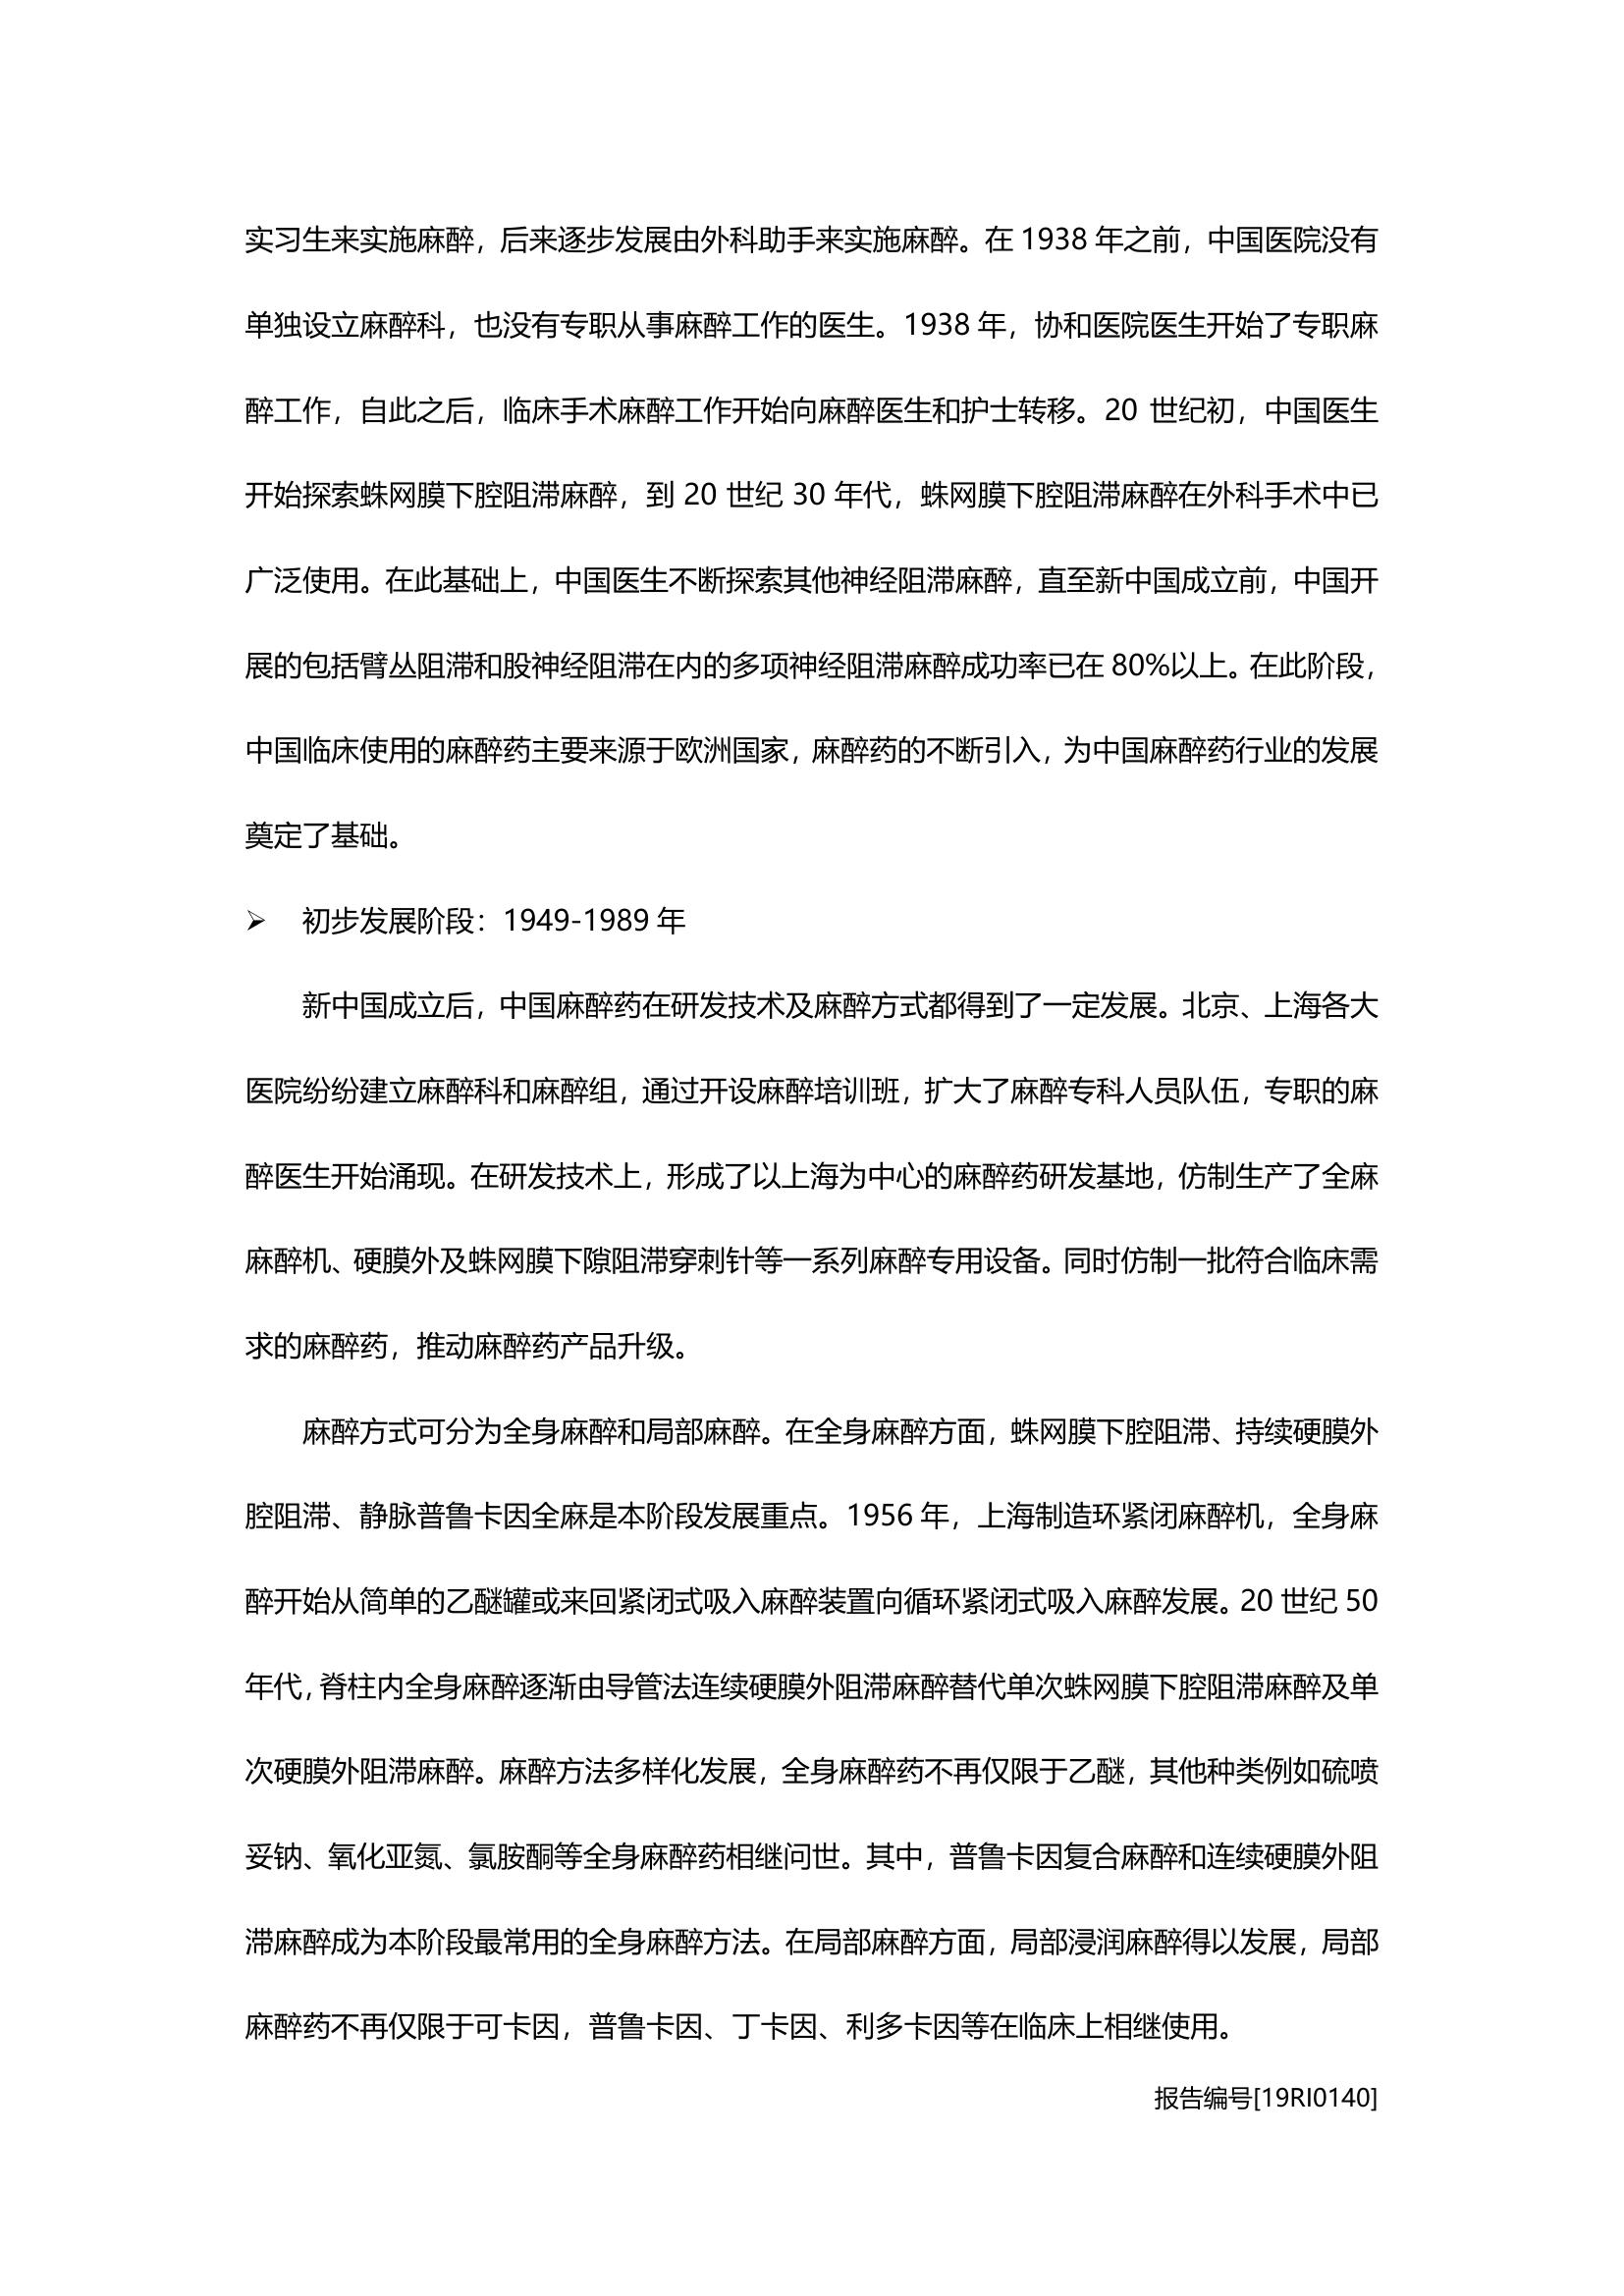 实习生来实施麻醉，后来逐步发展由外科助手来实施麻醉。在 1938 年之前，中国医院没有
单独设立麻醉科，也没有专职从事麻醉工作的医生。1938 年，协和医院医生开始了专职麻
醉工作，自此之后，临床手术麻醉工作开始向麻醉医生和护士转移。20 世纪初，中国医生
开始探索蛛网膜下腔阻滞麻醉，到 20 世纪 30 年代，蛛网膜下腔阻滞麻醉在外科手术中已
广泛使用。在此基础上，中国医生不断探索其他神经阻滞麻醉，直至新中国成立前，中国开
展的包括臂丛阻滞和股神经阻滞在内的多项神经阻滞麻醉成功率已在 80%以上。在此阶段，
中国临床使用的麻醉药主要来源于欧洲国家，麻醉药的不断引入，为中国麻醉药行业的发展
奠定了基础。
➢ 初步发展阶段：1949-1989 年
新中国成立后，中国麻醉药在研发技术及麻醉方式都得到了一定发展。北京、上海各大
医院纷纷建立麻醉科和麻醉组，通过开设麻醉培训班，扩大了麻醉专科人员队伍，专职的麻
醉医生开始涌现。在研发技术上，形成了以上海为中心的麻醉药研发基地，仿制生产了全麻
麻醉机、硬膜外及蛛网膜下隙阻滞穿刺针等一系列麻醉专用设备。同时仿制一批符合临床需
求的麻醉药，推动麻醉药产品升级。
麻醉方式可分为全身麻醉和局部麻醉。在全身麻醉方面，蛛网膜下腔阻滞、持续硬膜外
腔阻滞、静脉普鲁卡因全麻是本阶段发展重点。1956 年，上海制造环紧闭麻醉机，全身麻
醉开始从简单的乙醚罐或来回紧闭式吸入麻醉装置向循环紧闭式吸入麻醉发展。20 世纪 50
年代，脊柱内全身麻醉逐渐由导管法连续硬膜外阻滞麻醉替代单次蛛网膜下腔阻滞麻醉及单
次硬膜外阻滞麻醉。麻醉方法多样化发展，全身麻醉药不再仅限于乙醚，其他种类例如硫喷
妥钠、氧化亚氮、氯胺酮等全身麻醉药相继问世。其中，普鲁卡因复合麻醉和连续硬膜外阻
滞麻醉成为本阶段最常用的全身麻醉方法。在局部麻醉方面，局部浸润麻醉得以发展，局部
麻醉药不再仅限于可卡因，普鲁卡因、丁卡因、利多卡因等在临床上相继使用。
报告编号[19RI0140]